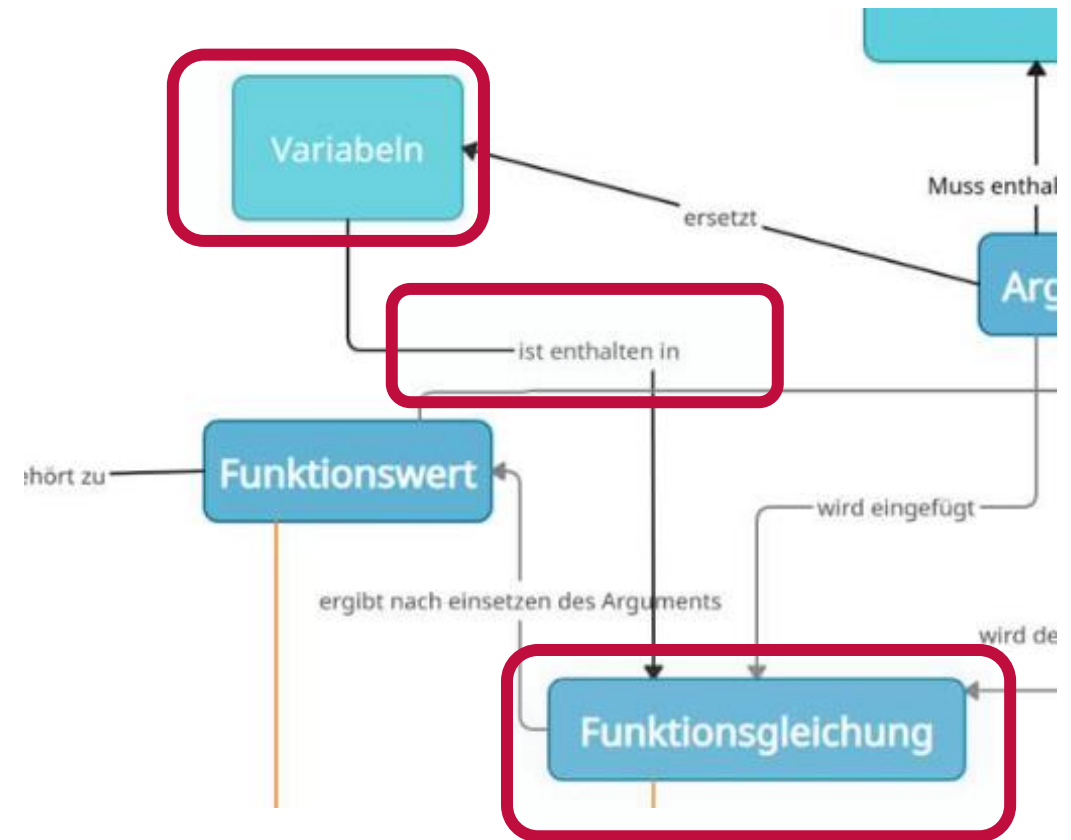 Variabeln
ersetzt
Muss enthal
Arg
ist enthalten in
Funktionswert
ehört zu
wird eingefügt
ergibt nach einsetzen des Arguments
wird de
Funktionsgleichung